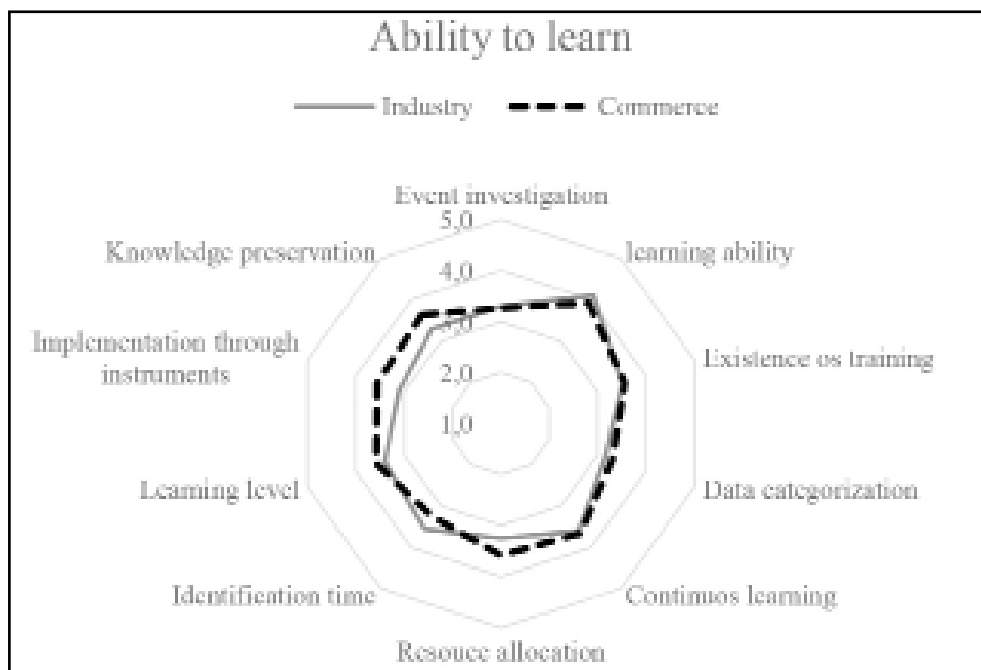 Ability to learn
Industry Commerce
Event investigation
5,0
Knowledge preservation
learning ability
4,0
3,0
Implementation through
instruments
Existence os training
2,0
1,0
Learning level
Data categorization
Identification time
Continuos learning
Resouce allocation